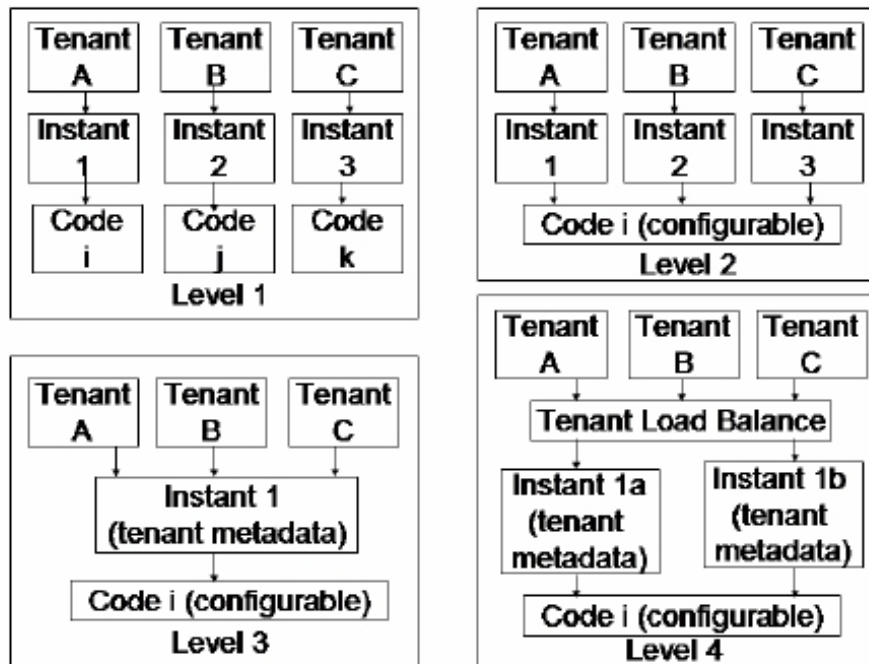 Tenant A
Tenant B
Tenant C
Instant 1
Instant 2
Instant 3
Code i
Code j
Code k
Level 1
Tenant A
Tenant B
Tenant C
Instant 1
Instant 2
Instant 3
Code i (configurable)
Level 2
Tenant A
Tenant B
Tenant C
Instant 1
(tenant metadata)
Code i (configurable)
Level 3
Tenant A
Tenant B
Tenant C
Tenant Load Balance
Instant 1a
(tenant
metadata)
Instant 1b
(tenant
metadata)
Code i (configurable)
Level 4